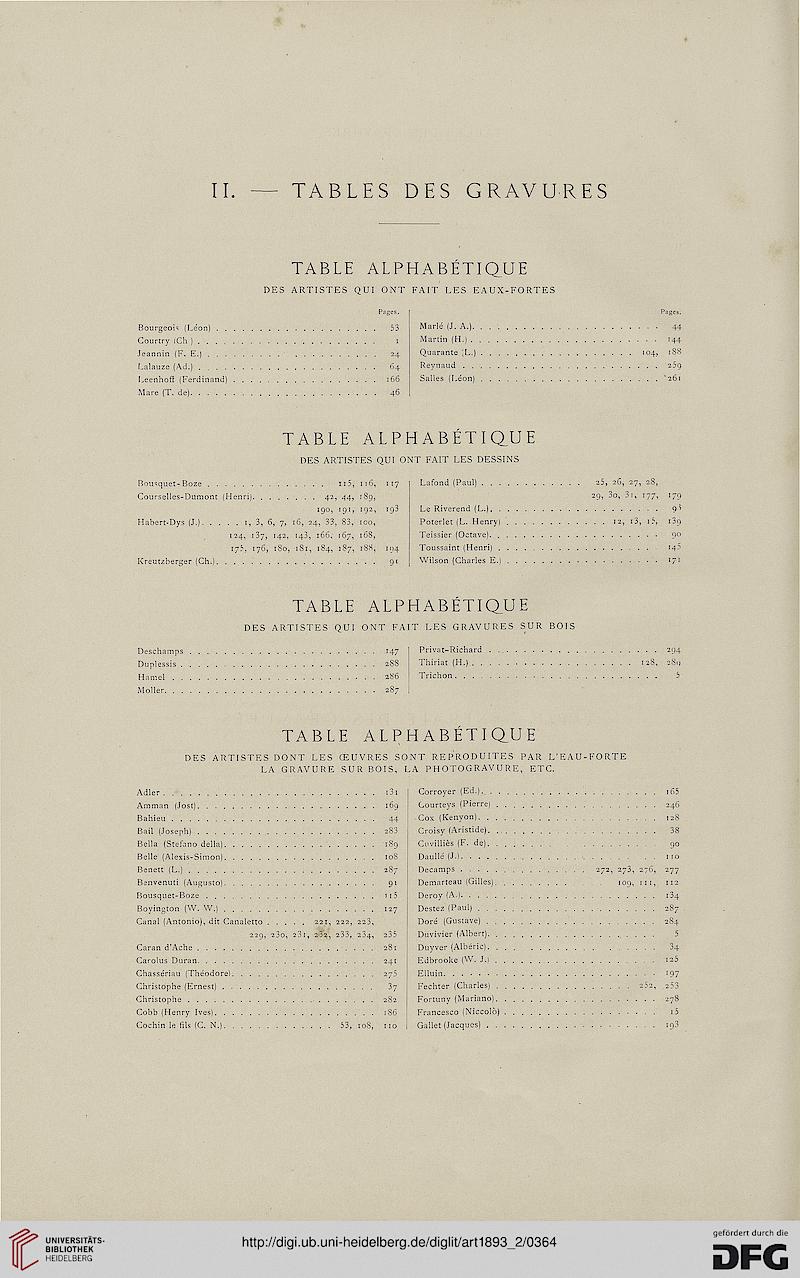 II. — TABLES DES GRAVURES
TABLE ALPHABÉTIQUE
DES ARTISTES QUI ONT FAIT LES EAUX-FORTES
Pages.
Bourgeois (Léon) . . . 53
Courtry (Ch ) . . . 1
Jeannin (F. E.) . . . 24
Lalauze (Ad.) . . . 64
Leenhoff (Ferdinand) . . . 166
Mare (T. de). . . . 46
Pages.
Marlé (J. A.). . . . 44
Martin (H.) . . . 144
Quarante (L.) . . . 104, 188
Reynaud . . . 259
Salles (Léon) . . . 261
TABLE ALPHABÉTIQUE
DES ARTISTES QUI ONT FAIT LES DESSINS
Bousquet-Boze . . . 115, 116, 117
Courselles-Dumont (Henri). . . . 42, 44, 189,
190, 191, 192, 193
Habert-Dys (J.). . . . 1, 3, 6, 7, 16, 24, 33, 83, 100,
124, 137, 142, 143, 166, 167, 168,
175, 176, 180, 181, 184, 187, 188, 194
Kreutzberger (Ch.). . . . 91
Lafond (Paul) . . . 25, 26, 27, 28,
29, 30, 31, 177, 179
Le Riverend (L.). . . . 93
Poterlet (L. Henry) . . . 12, 13, 15, 139
Teissier (Octave). . . . 90
Toussaint (Henri) . . . 145
Wilson (Charles E.) . . . 171
TABLE ALPHABÉTIQUE
DES ARTISTES QUI ONT FAIT LES GRAVURES SUR BOIS
Deschamps . . . 147
Duplessis . . . 288
Hamel . . . 286
Moller. . . . 287
Privat-Richard . . . 294
Thiriat (H.) . . . 128, 289
Trichon. . . . 5
TABLE ALPHABÉTIQUE
DES ARTISTES DONT LES ŒUVRES SONT REPRODUITES PAR L'EAU-FORTE
LA GRAVURE SUR BOIS, LA PHOTOGRAVURE, ETC.
Adler . . . 131
Amman (Jost). . . . 169
Bahieu . . . 44
Bail (Joseph) . . . 283
Bella (Stefano della). . . . 189
Belle (Alexis-Simon). . . . 108
Benett (L.) . . . 287
Benvenuti (Augusto). . . . 91
Bousquet-Boze . . . 115
Boyington (W. W.) . . . 127
Canal (Antonio), dit Canaletto . . . 221, 222, 223,
229, 230, 231, 232, 233, 234, 235
Caran d'Ache . . . 281
Carolus Duran. . . . 241
Chassériau (Théodore). . . . 275
Christophe (Ernest) . . . 37
Christophe . . . 282
Cobb (Henry Ives). . . . 186
Cochin le fils (C. N.). . . . 53, 108, 110
Corroyer (Ed.). . . . 165
Courteys (Pierre) . . . 246
Cox (Kenyon). . . . 128
Croisy (Aristide). . . . 38
Cuvilliès (F. de). . . . 90
Daullé (J.). . . . 110
Decamps . . . 272, 273, 276, 277
Demarteau (Gilles). . . . 109, 111, 112
Deroy (A.). . . . 134
Destez (Paul) . . . 287
Doré (Gustave) . . . 284
Duvivier (Albert). . . . 5
Duyver (Albéric). . . . 34
Edbrooke (W. J.) . . . 125
Elluin. . . . 197
Fechter (Charles) . . . 252, 253
Fortuny (Mariano). . . . 278
Francesco (Niccolò) . . . 15
Gallet (Jacques) . . . 193
UNIVERSITÄTS-
BIBLIOTHEK
HEIDELBERG
http://digi.ub.uni-heidelberg.de/diglit/art1893_2/0364
gefördert durch die
DFG